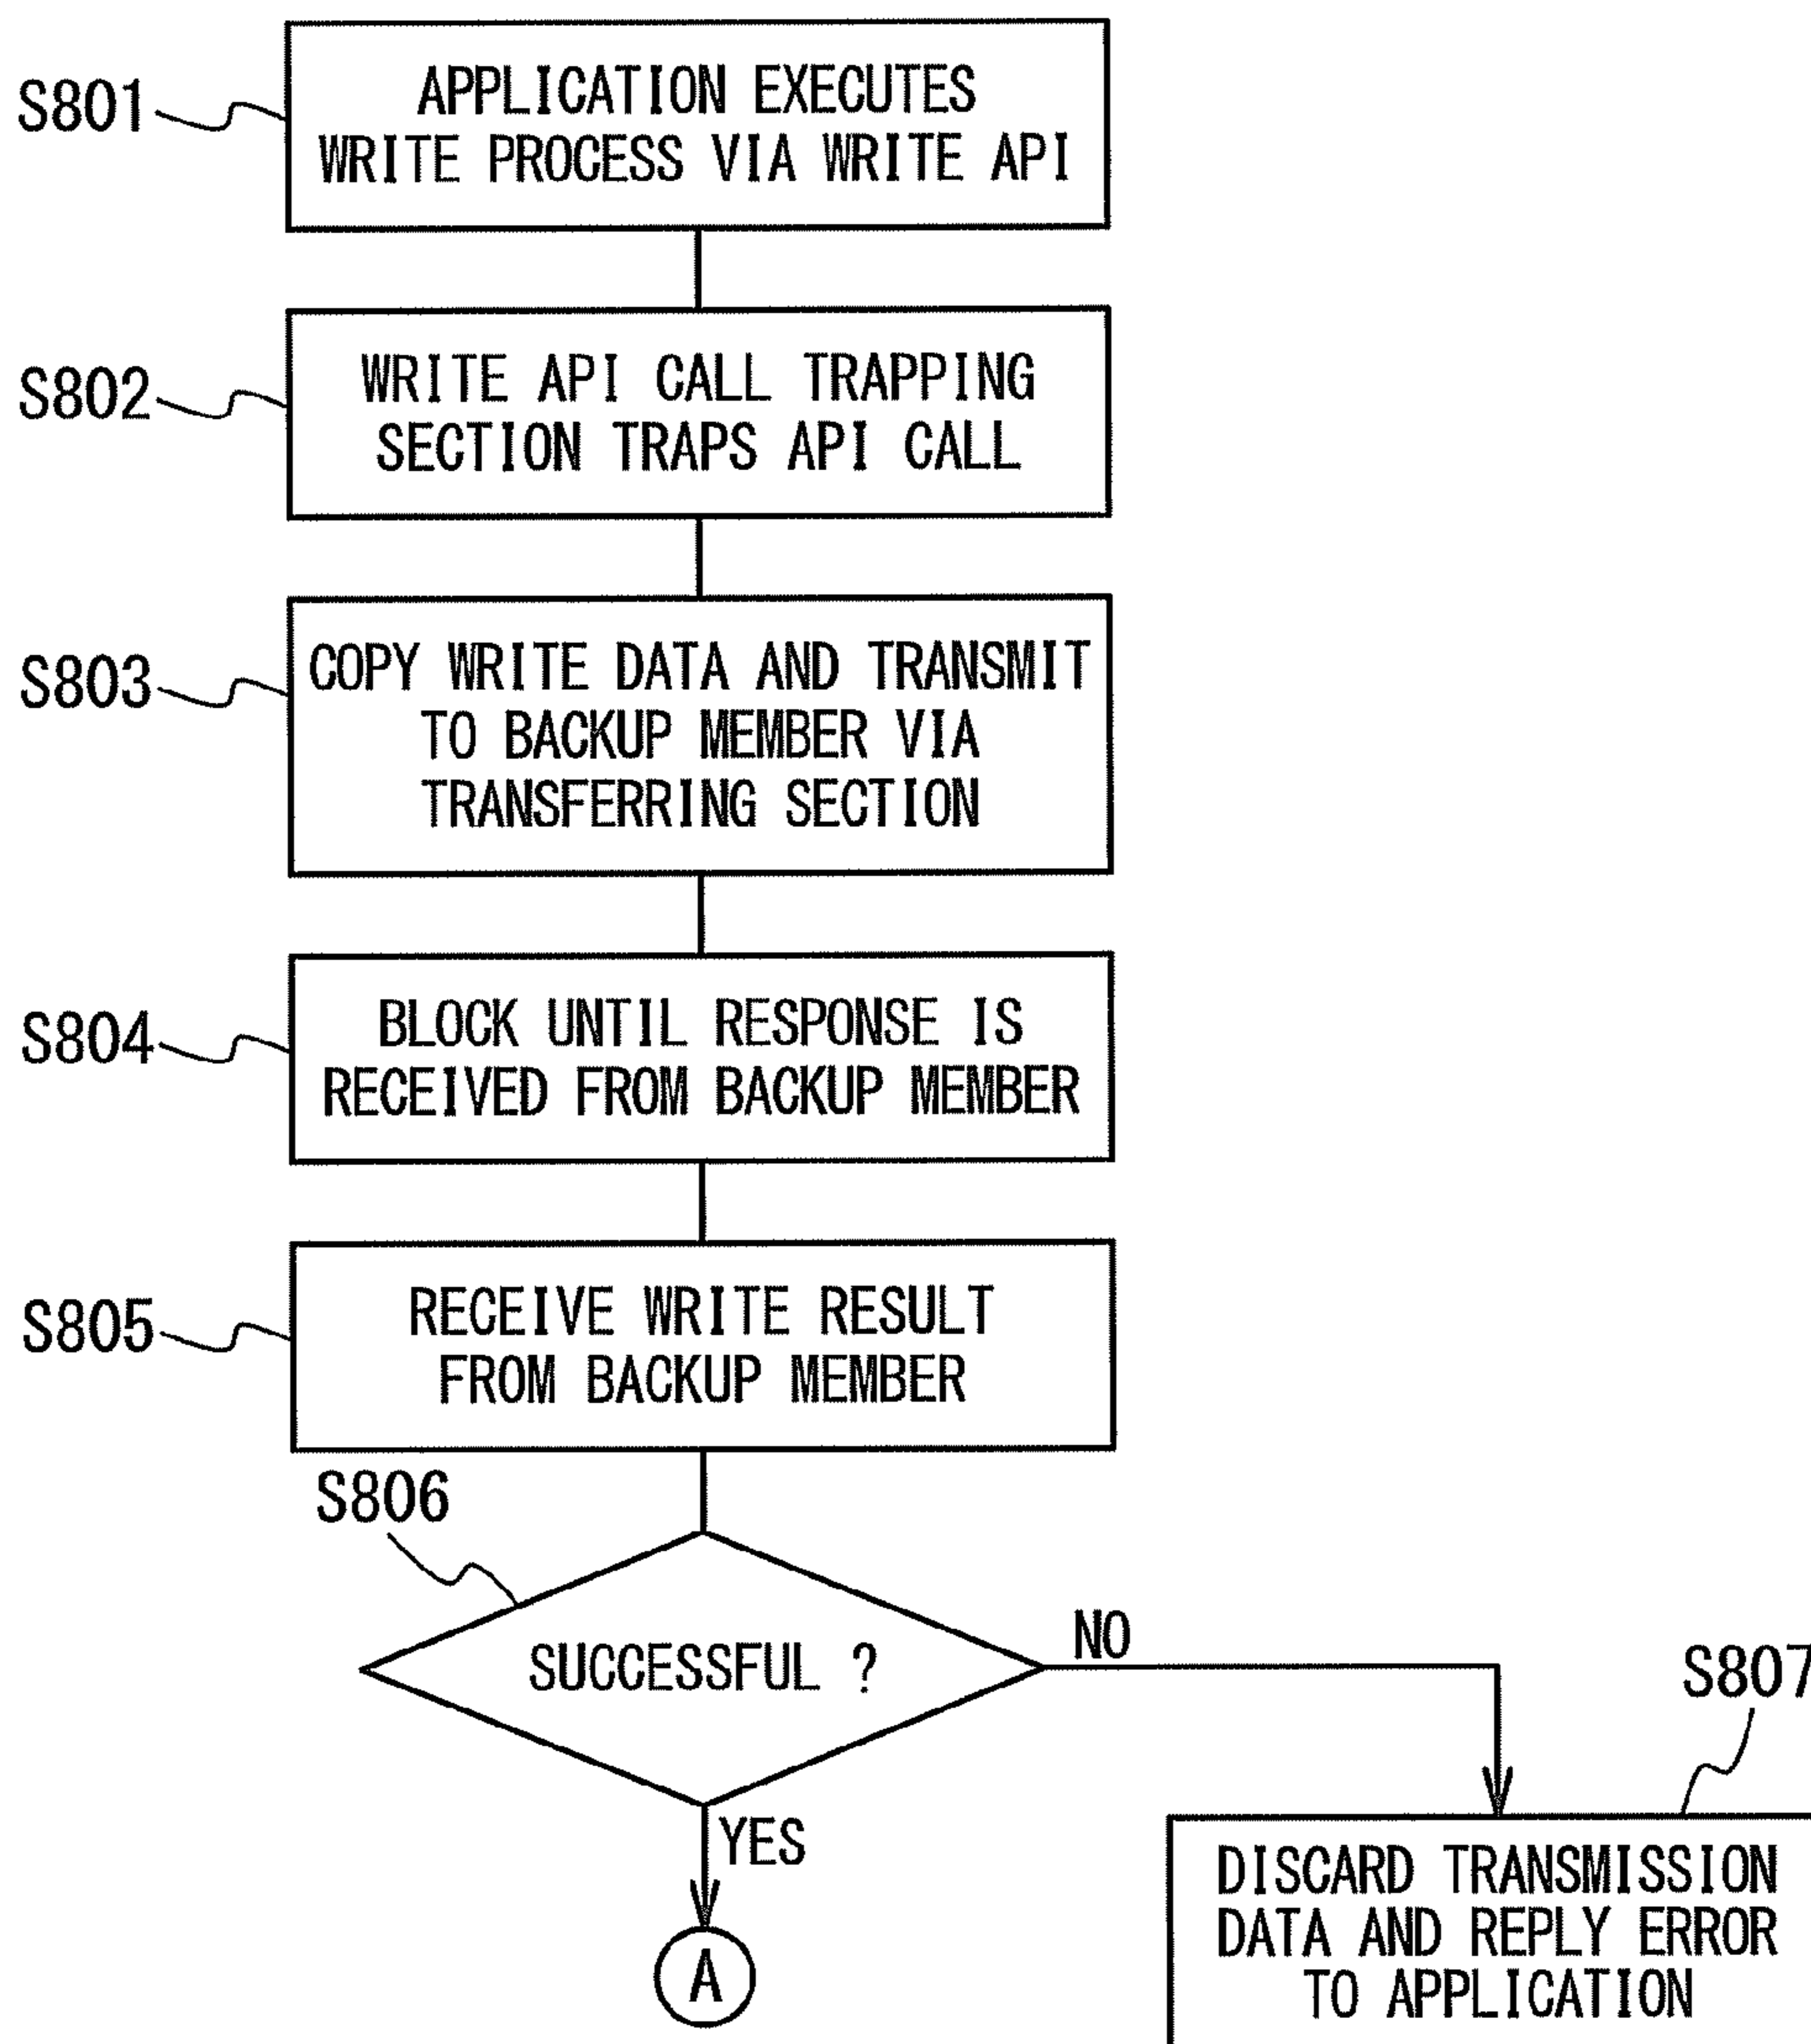 S801
APPLICATION EXECUTES
WRITE PROCESS VIA WRITE API
S802
WRITE API CALL TRAPPING
SECTION TRAPS API CALL
S803
COPY WRITE DATA AND TRANSMIT
TO BACKUP MEMBER VIA
TRANSFERRING SECTION
S804
BLOCK UNTIL RESPONSE IS
RECEIVED FROM BACKUP MEMBER
S805
RECEIVE WRITE RESULT
FROM BACKUP MEMBER
S806
SUCCESSFUL ?
NO
S807
YES
DISCARD TRANSMISSION
DATA AND REPLY ERROR
TO APPLICATION
A